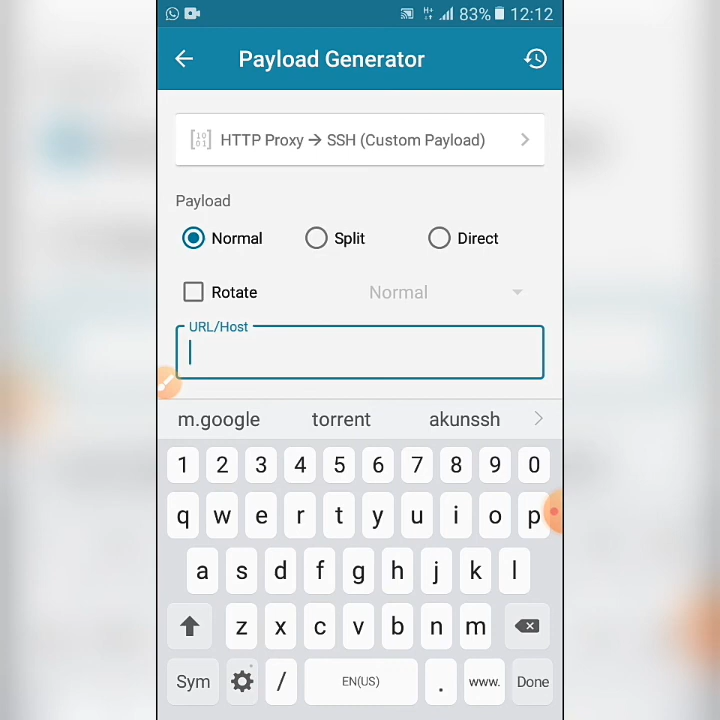 83% 12:12
Payload Generator
HTTP Proxy → SSH (Custom Payload)
Payload
Normal Split Direct
Rotate Normal
URL/Host
m.google torrent akunssh
1 2 3 4 5 6 7 8 9 0
q w e r t y u i o p
a s d f g h j k l
z x c v b n m
Sym / EN(US) . www. Done